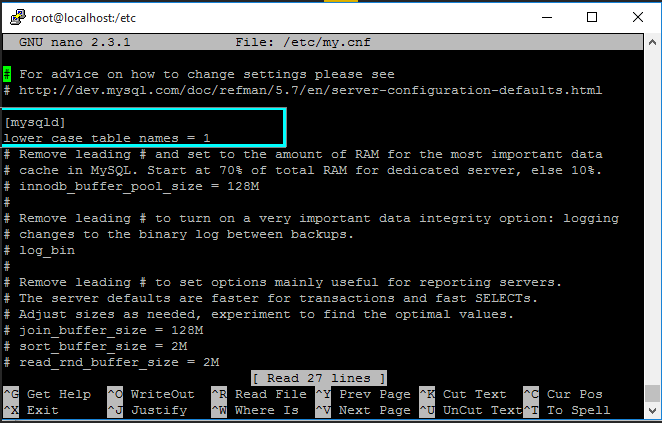 root@localhost:/etc
GNU nano 2.3.1 File: /etc/my.cnf
# For advice on how to change settings please see
# http://dev.mysql.com/doc/refman/5.7/en/server-configuration-defaults.html
[mysqld]
lower_case_table_names = 1
# Remove leading # and set to the amount of RAM for the most important data
# cache in MySQL. Start at 70% of total RAM for dedicated server, else 10%.
# innodb_buffer_pool_size = 128M
#
# Remove leading # to turn on a very important data integrity option: logging
# changes to the binary log between backups.
# log_bin
#
# Remove leading # to set options mainly useful for reporting servers.
# The server defaults are faster for transactions and fast SELECTs.
# Adjust sizes as needed, experiment to find the optimal values.
# join_buffer_size = 128M
# sort_buffer_size = 2M
# read_rnd_buffer_size = 2M
[ Read 27 lines ]
^G Get Help ^O WriteOut ^R Read File ^Y Prev Page ^K Cut Text ^C Cur Pos
^X Exit ^J Justify ^W Where Is ^V Next Page ^U UnCut Text ^T To Spell